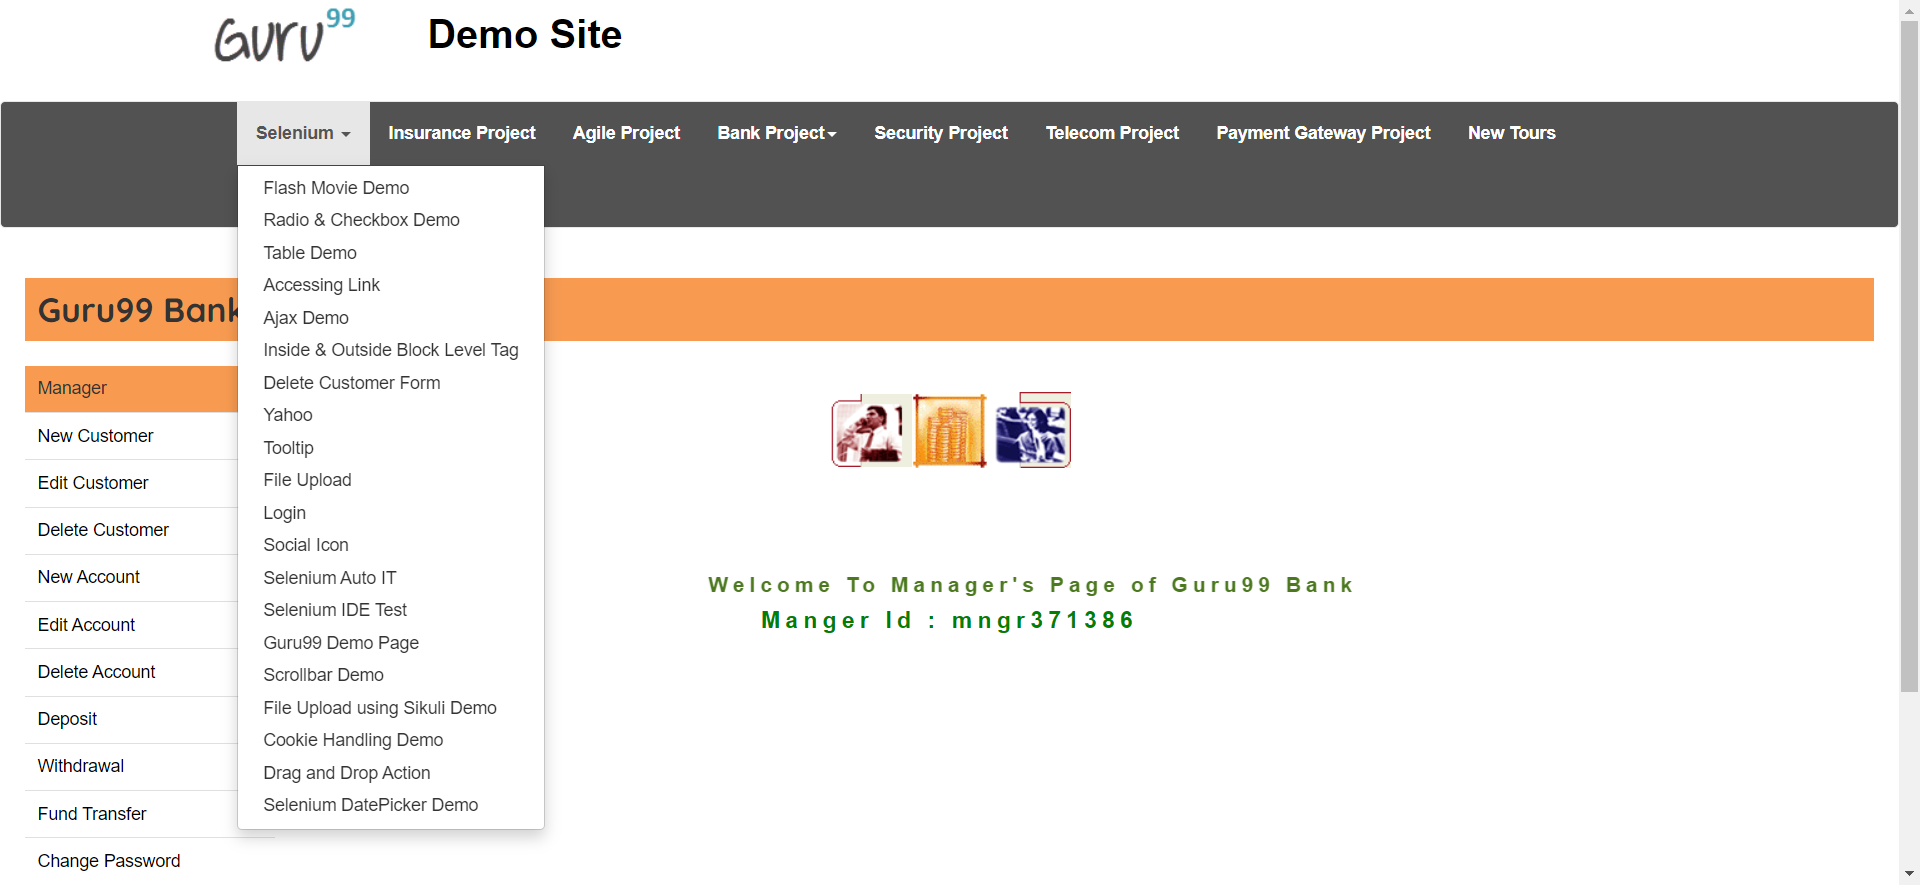 Guru99
Demo Site
Selenium
Insurance Project
Agile Project
Bank Project
Security Project
Telecom Project
Payment Gateway Project
New Tours
Flash Movie Demo
Radio & Checkbox Demo
Table Demo
Accessing Link
Ajax Demo
Inside & Outside Block Level Tag
Delete Customer Form
Yahoo
Tooltip
File Upload
Login
Social Icon
Selenium Auto IT
Selenium IDE Test
Guru99 Demo Page
Scrollbar Demo
File Upload using Sikuli Demo
Cookie Handling Demo
Drag and Drop Action
Selenium DatePicker Demo
Guru99 Bank
Manager
New Customer
Edit Customer
Delete Customer
New Account
Edit Account
Delete Account
Deposit
Withdrawal
Fund Transfer
Change Password
Welcome To Manager's Page of Guru99 Bank
Manger Id : mngr371386